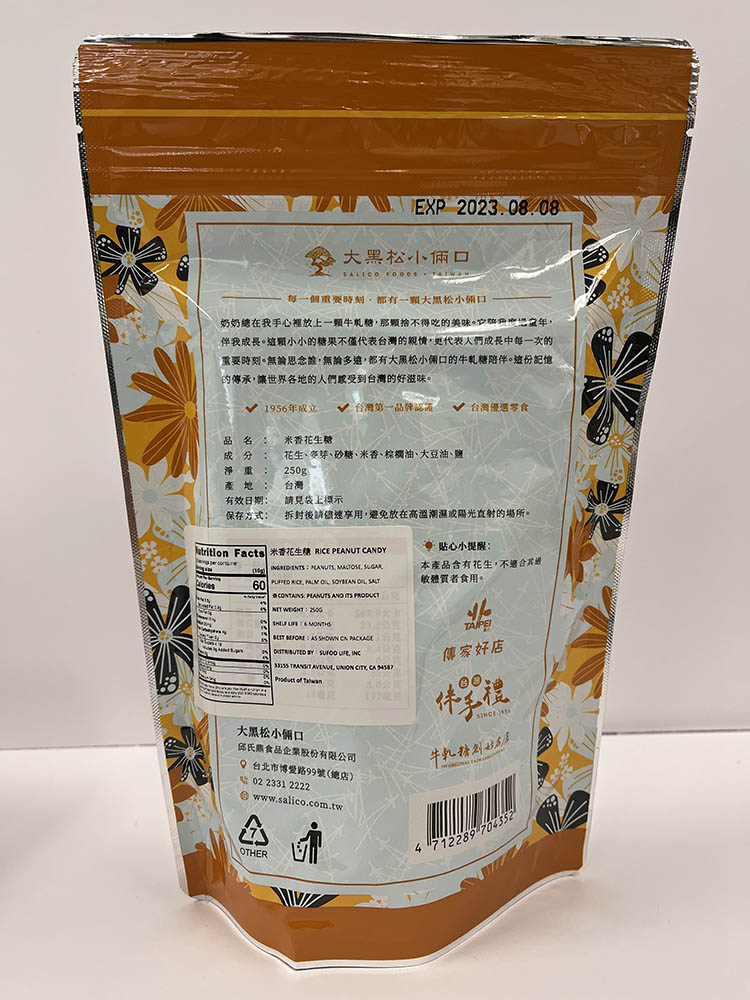 EXP 2023.08.08
大黑松小倆口
SALICO FOODS · TAIWAN
每一個重要時刻．都有一顆大黑松小倆口
奶奶總在我手心裡放上一顆牛軋糖，那顆捨不得吃的美味。它陪我度過童年，
伴我成長。這顆小小的糖果不僅代表台灣的親情，更代表人們成長中每一次的
重要時刻。無論思念誰，無論多遠，都有大黑松小倆口的牛軋糖陪伴。這份記憶
的傳承，讓世界各地的人們感受到台灣的好滋味。
1956年成立 台灣第一品牌認證 台灣優選零食
品名： 米香花生糖
成分： 花生、麥芽、砂糖、米香、棕櫚油、大豆油、鹽
淨重： 250g
產地： 台灣
有效日期： 請見袋上標示
保存方式： 拆封後請儘速享用，避免放在高溫潮濕或陽光直射的場所。
Nutrition Facts
servings per container
(10g)
Calories 60
米香花生糖 RICE PEANUT CANDY
INGREDIENTS : PEANUTS, MALTOSE, SUGAR,
PUFFED RICE, PALM OIL, SOYBEAN OIL, SALT
※CONTAINS: PEANUTS AND ITS PRODUCT
NET WEIGHT : 250G
SHELF LIFE : 6 MONTHS
BEST BEFORE : AS SHOWN ON PACKAGE
DISTRIBUTED BY : SUFOO LIFE, INC
33155 TRANSIT AVENUE, UNION CITY, CA 94587
Product of Taiwan
貼心小提醒：
本產品含有花生，不適合其過
敏體質者食用。
TAIPEI
傳家好店
台灣
伴手禮
SINCE 1956
牛軋糖創始店
大黑松小倆口
邱氏鼎食品企業股份有限公司
台北市博愛路99號(總店)
02 2331 2222
www.salico.com.tw
7
OTHER
4 712289 704352